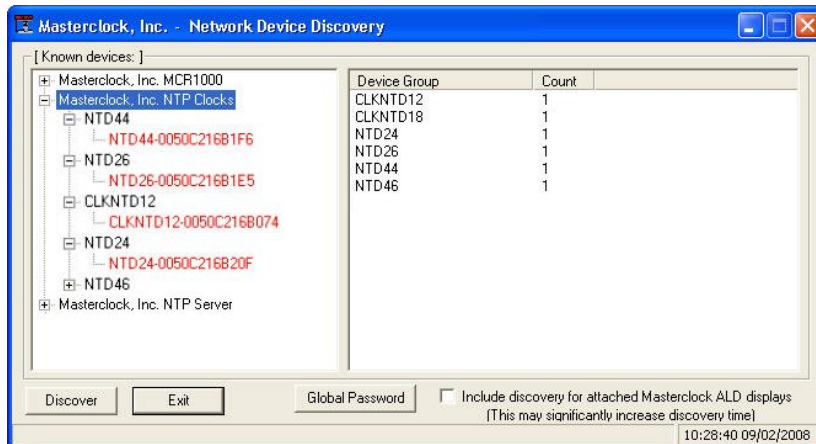 Masterclock, Inc. - Network Device Discovery
[ Known devices: ]
Masterclock, Inc. MCR1000
Masterclock, Inc. NTP Clocks
NTD44
NTD44-0050C216B1F6
NTD26
NTD26-0050C216B1E5
CLKNTD12
CLKNTD12-0050C216B074
NTD24
NTD24-0050C216B20F
NTD46
Masterclock, Inc. NTP Server
Device Group Count
CLKNTD12 1
CLKNTD18 1
NTD24 1
NTD26 1
NTD44 1
NTD46 1
Discover
Exit
Global Password
Include discovery for attached Masterclock ALD displays
(This may significantly increase discovery time)
10:28:40 09/02/2008